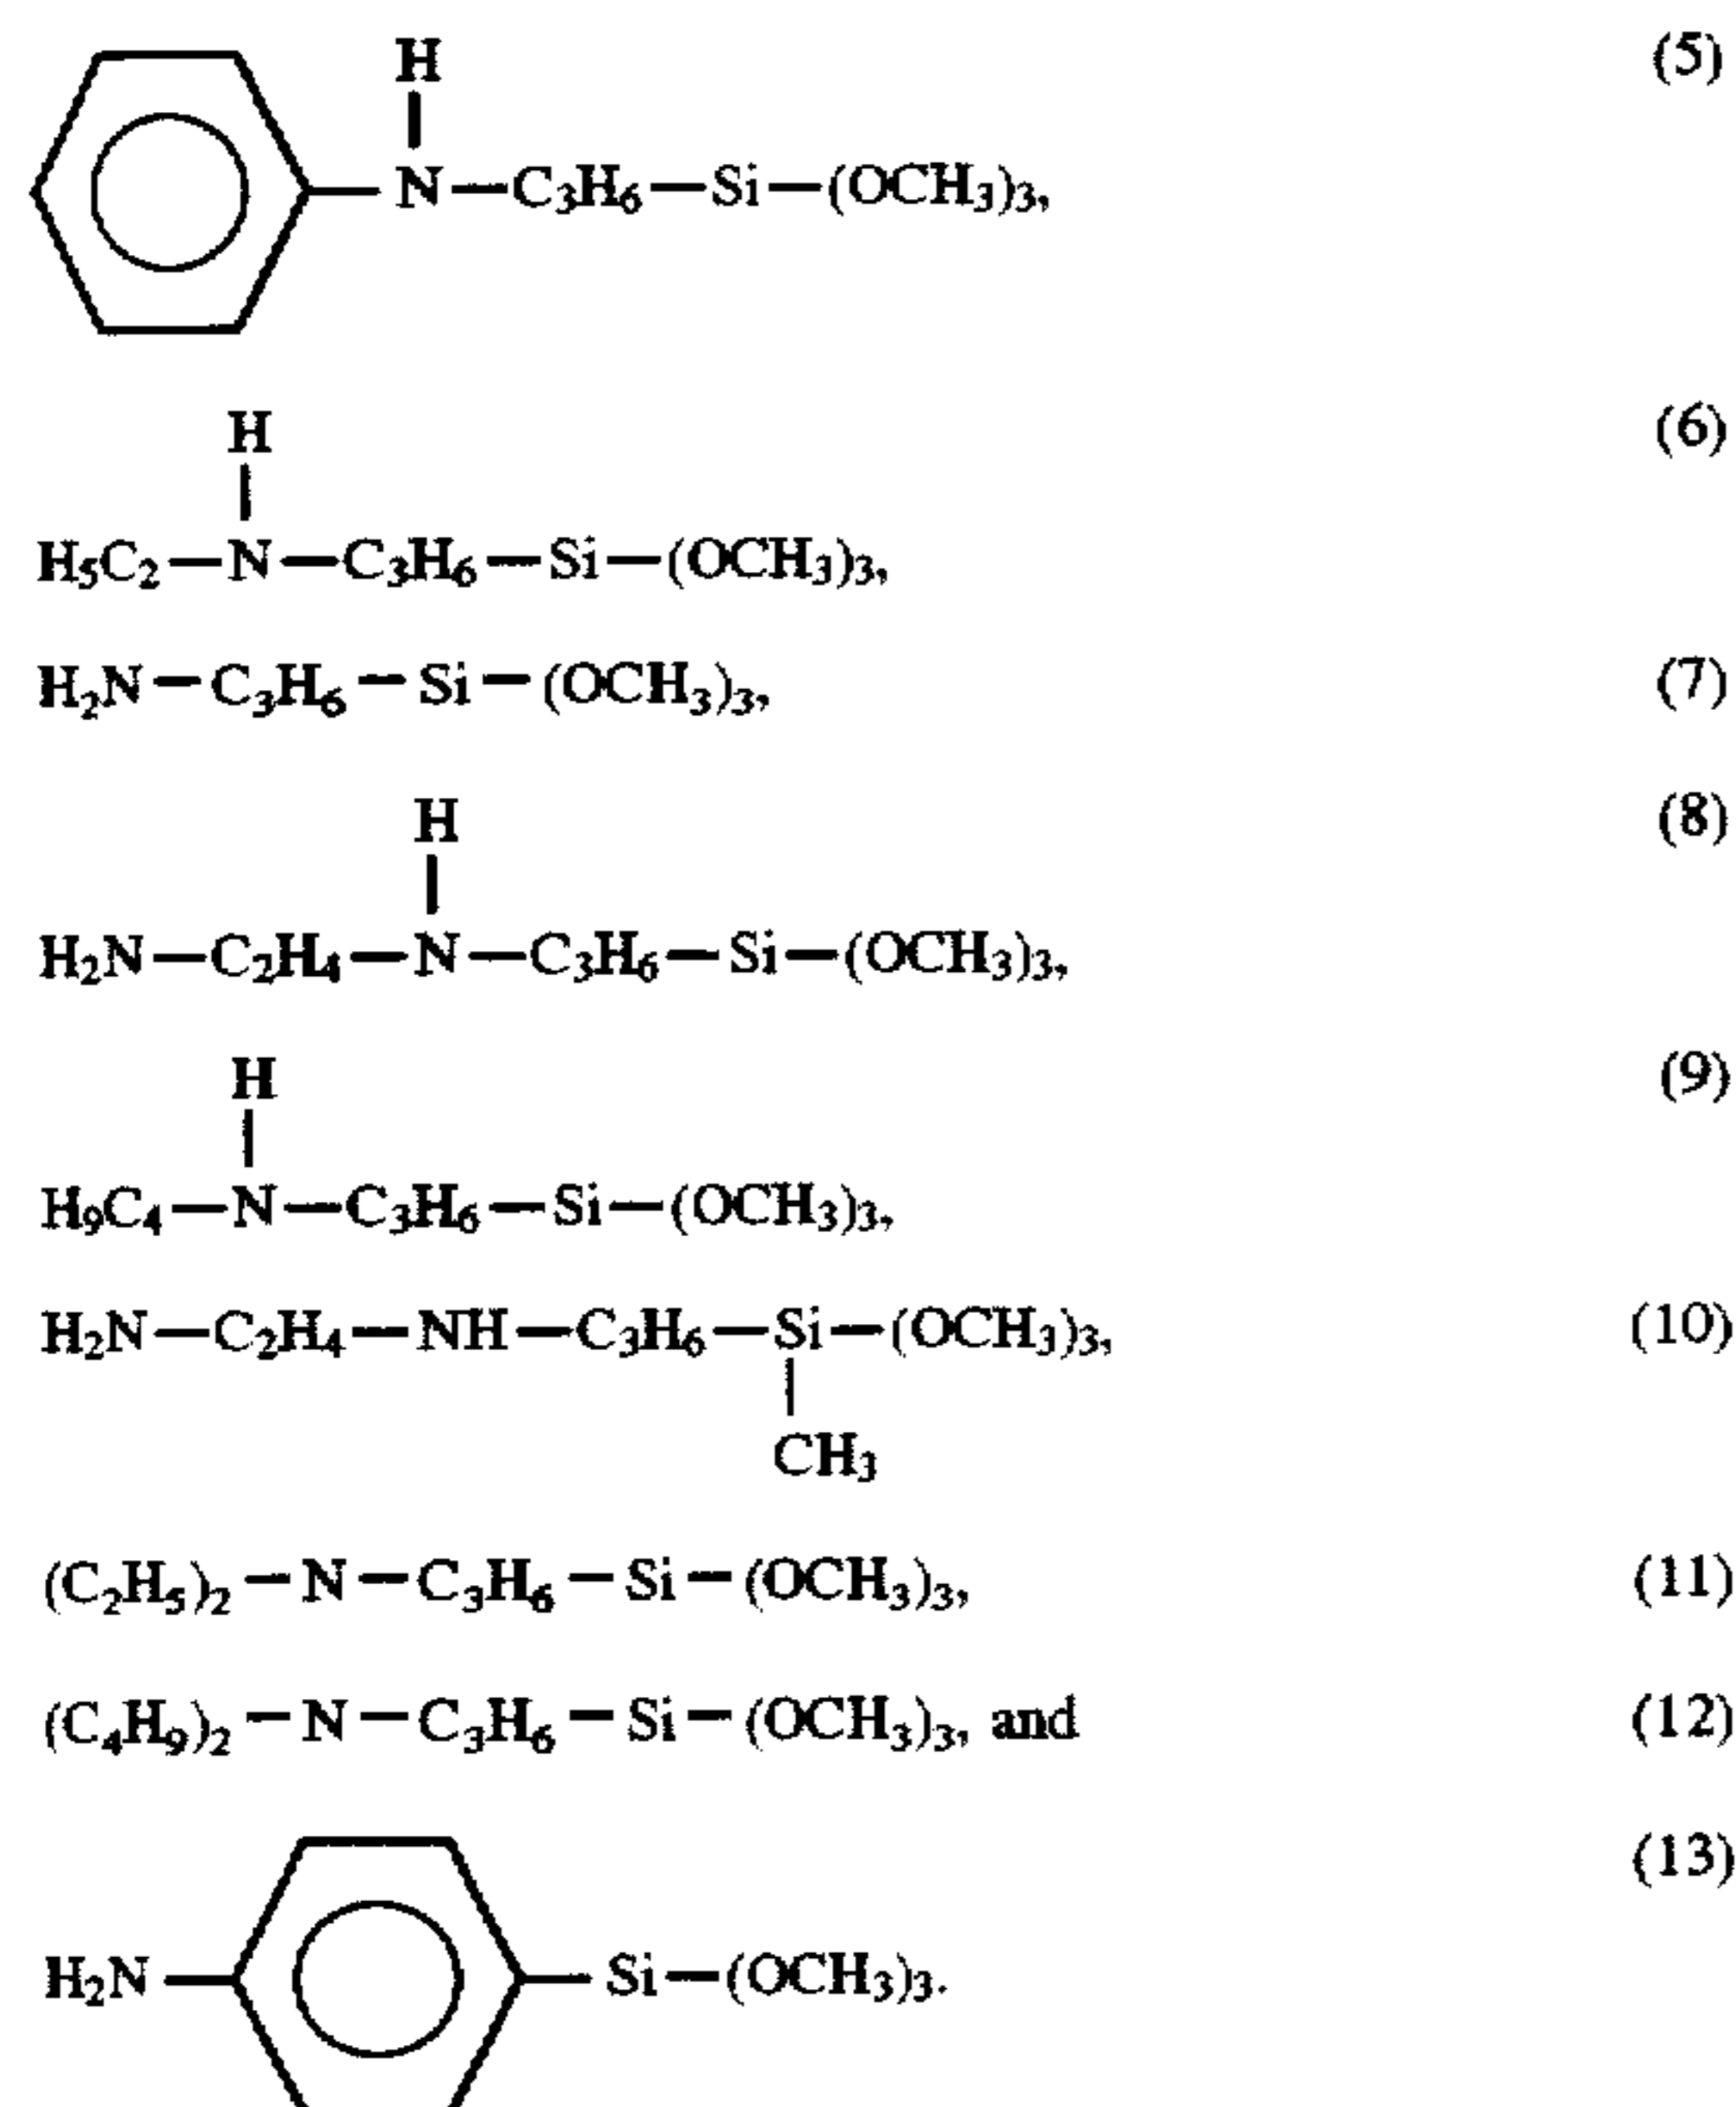 H (5)
N—C₃H₆—Si—(OCH₃)₃,
H (6)
H₅C₂—N—C₃H₆—Si—(OCH₃)₃,
H₂N—C₃H₆—Si—(OCH₃)₃, (7)
H (8)
H₂N—C₂H₄—N—C₃H₆—Si—(OCH₃)₃,
H (9)
H₉C₄—N—C₃H₆—Si—(OCH₃)₃,
H₂N—C₂H₄—NH—C₃H₆—Si—(OCH₃)₃, (10)
CH₃
(C₂H₅)₂—N—C₃H₆—Si—(OCH₃)₃, (11)
(C₄H₉)₂—N—C₃H₆—Si—(OCH₃)₃, and (12)
(13)
H₂N Si—(OCH₃)₃.